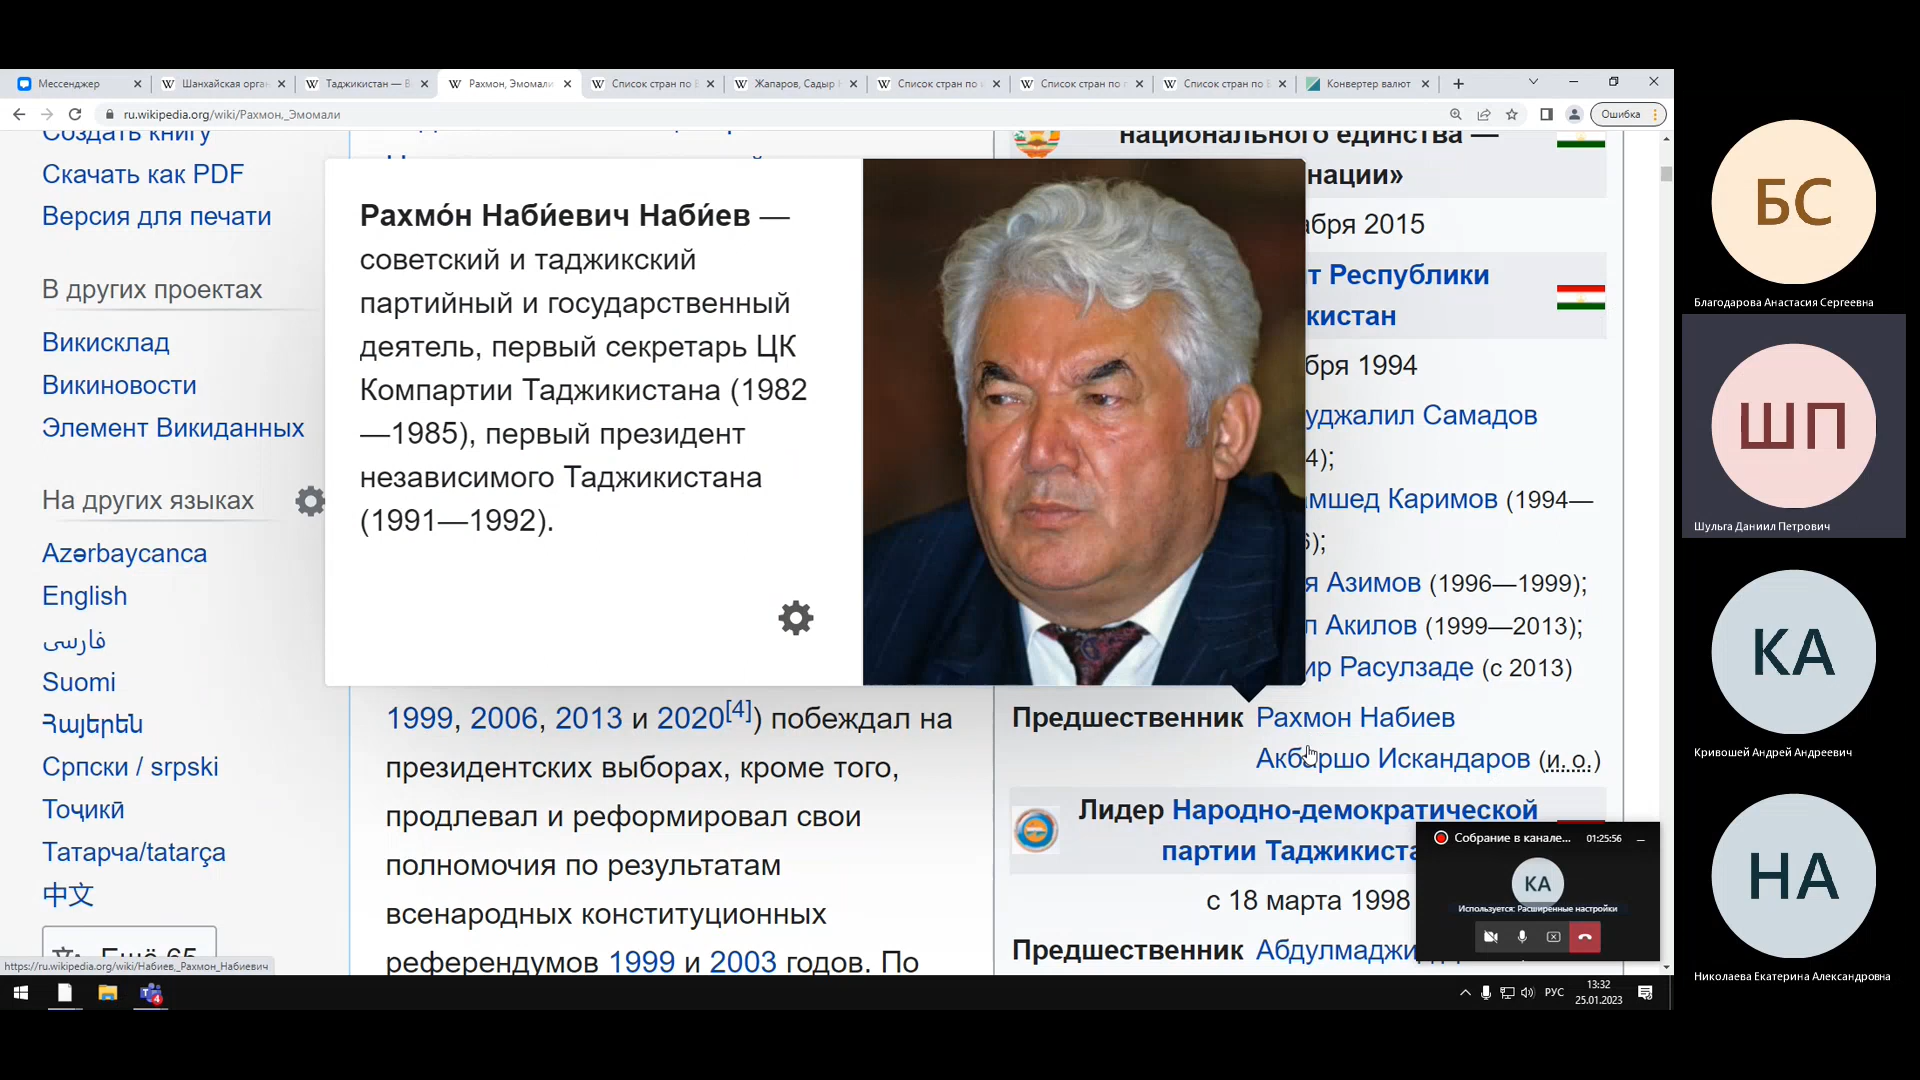 Мессенджер
Шанхайская орга
Таджикистан — В
Рахмон, Эмомали
Список стран по В
Жапаров, Садыр Н
Список стран по и
Список стран по п
Список стран по В
Конвертер валют
ru.wikipedia.org/wiki/Рахмон,_Эмомали
Ошибка
Создать книгу
Скачать как PDF
Версия для печати
В других проектах
Викисклад
Викиновости
Элемент Викиданных
На других языках
Azərbaycanca
English
فارسی
Suomi
Հայերեն
Српски / srpski
Тоҷикӣ
Татарча/tatarça
中文
Ещё 65
https://ru.wikipedia.org/wiki/Набиев,_Рахмон_Набиевич
Рахмо́н Наби́евич Наби́ев —
советский и таджикский
партийный и государственный
деятель, первый секретарь ЦК
Компартии Таджикистана (1982
—1985), первый президент
независимого Таджикистана
(1991—1992).
1999, 2006, 2013 и 2020[4]) побеждал на
президентских выборах, кроме того,
продлевал и реформировал свои
полномочия по результатам
всенародных конституционных
референдумов 1999 и 2003 годов. По
национального единства —
нации»
абря 2015
т Республики
кистан
бря 1994
уджалил Самадов
4);
мшед Каримов (1994—
6);
я Азимов (1996—1999);
л Акилов (1999—2013);
ир Расулзаде (с 2013)
Предшественник Рахмон Набиев
Акбаршо Искандаров (и. о.)
Лидер Народно-демократической
партии Таджикиста
с 18 марта 1998
Предшественник Абдулмаджи
Собрание в канале... 01:25:56
КА
Используется: Расширенные настройки
4
РУС
13:32
25.01.2023
БС
Благодарова Анастасия Сергеевна
ШП
Шульга Даниил Петрович
КА
Кривошей Андрей Андреевич
НА
Николаева Екатерина Александровна